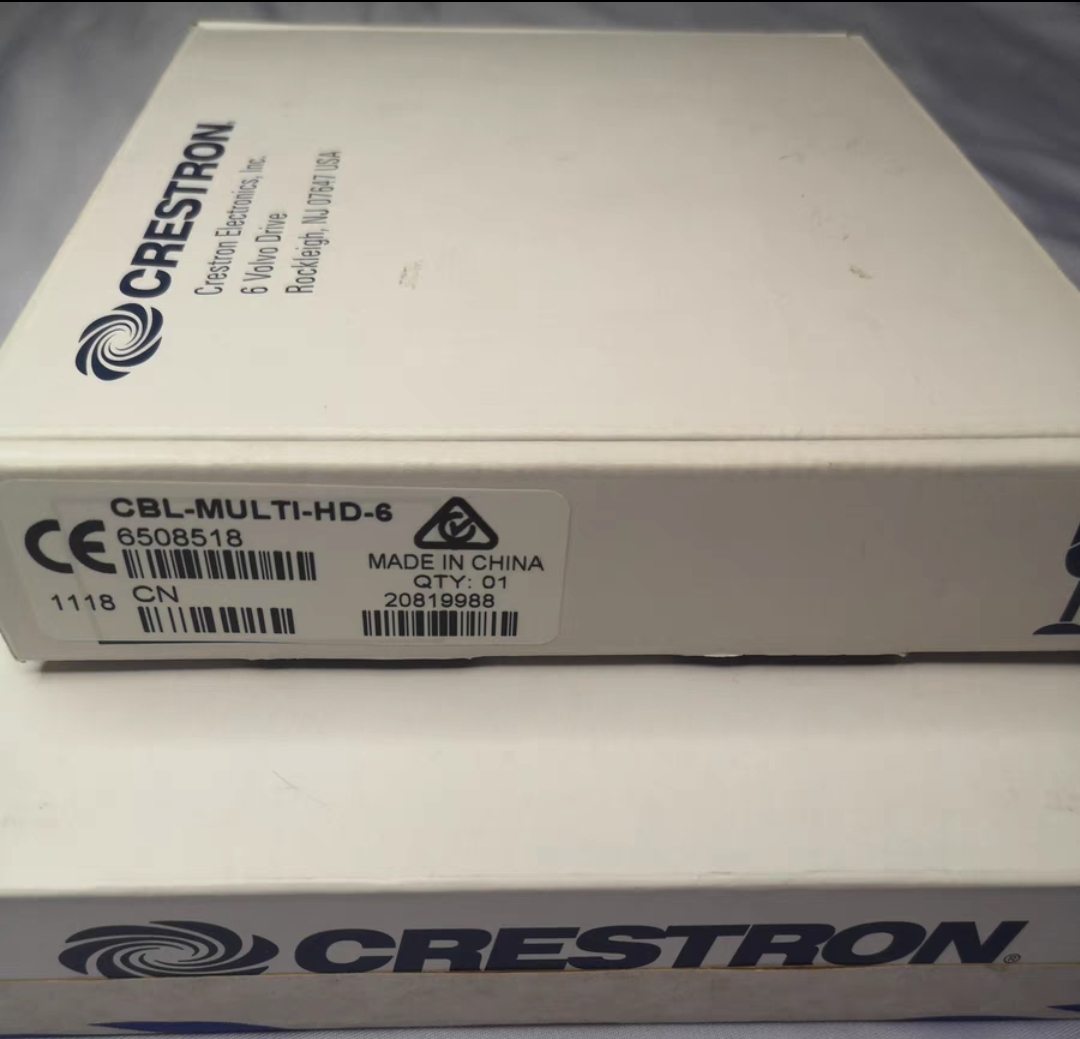 CRESTRON
Crestron Electronics, Inc.
6 Volvo Drive
Rockleigh, NJ 07647 USA
CE
CBL-MULTI-HD-6
6508518
1118 CN
MADE IN CHINA
QTY: 01
20819988
CRESTRON®